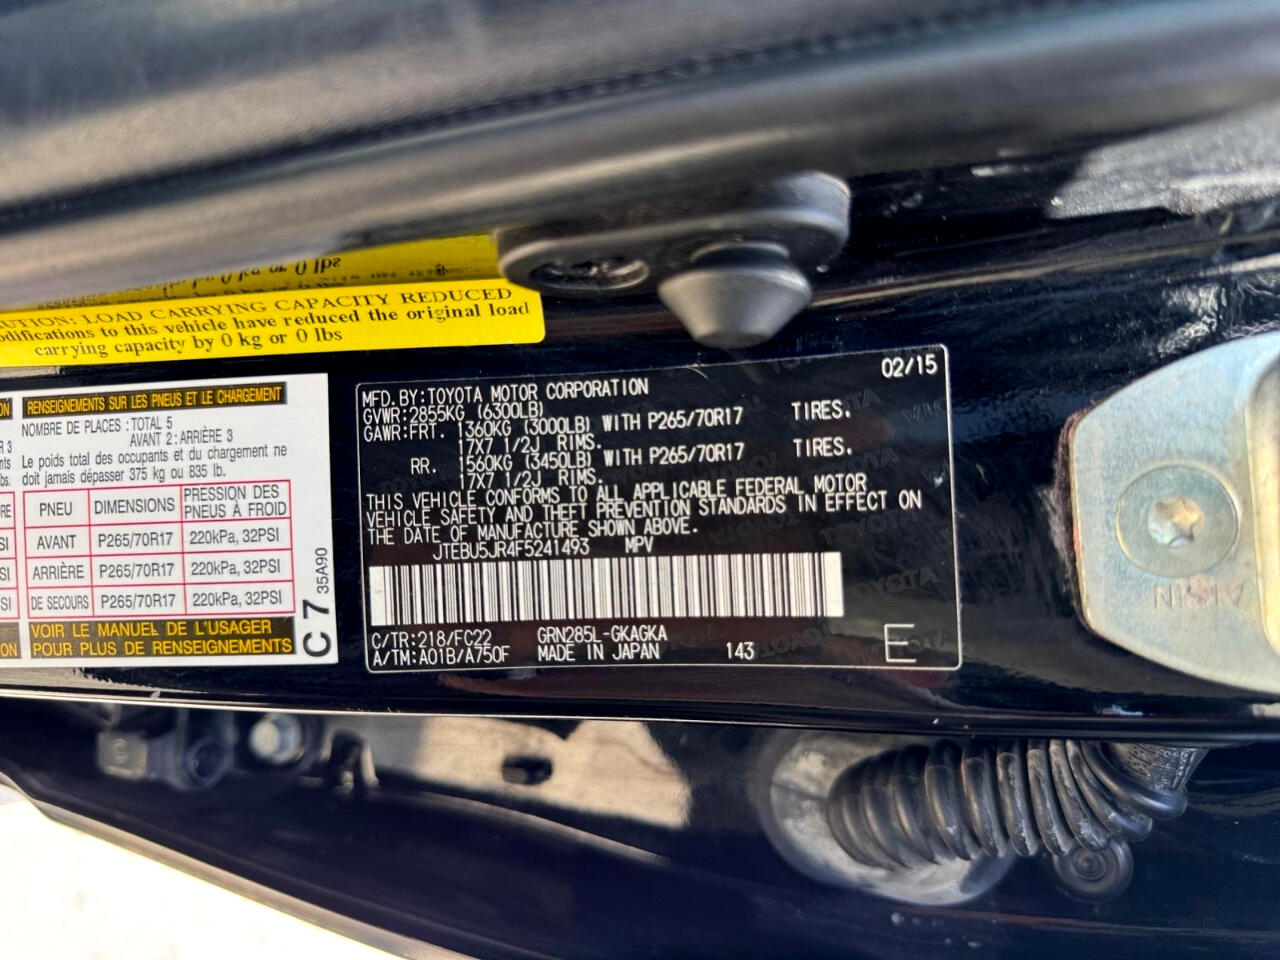 0 kg or 0 lbs
CAUTION: LOAD CARRYING CAPACITY REDUCED
odifications to this vehicle have reduced the original load
carrying capacity by 0 kg or 0 lbs
RENSEIGNEMENTS SUR LES PNEUS ET LE CHARGEMENT
NOMBRE DE PLACES : TOTAL 5
AVANT 2 : ARRIÈRE 3
Le poids total des occupants et du chargement ne
doit jamais dépasser 375 kg ou 835 lb.
PNEU DIMENSIONS PRESSION DES PNEUS À FROID
AVANT P265/70R17 220kPa, 32PSI
ARRIÈRE P265/70R17 220kPa, 32PSI
DE SECOURS P265/70R17 220kPa, 32PSI
VOIR LE MANUEL DE L'USAGER
POUR PLUS DE RENSEIGNEMENTS
C 7 35A90
02/15
MFD. BY: TOYOTA MOTOR CORPORATION
GVWR: 2855KG (6300LB)
GAWR: FRT. 1360KG (3000LB) WITH P265/70R17 TIRES.
17X7 1/2J RIMS.
RR. 1560KG (3450LB) WITH P265/70R17 TIRES.
17X7 1/2J RIMS.
THIS VEHICLE CONFORMS TO ALL APPLICABLE FEDERAL MOTOR
VEHICLE SAFETY AND THEFT PREVENTION STANDARDS IN EFFECT ON
THE DATE OF MANUFACTURE SHOWN ABOVE.
JTEBU5JR4F5241493 MPV
C/TR: 218/FC22 GRN285L-GKAGKA
A/TM: A01B/A750F MADE IN JAPAN 143 E
AISIN